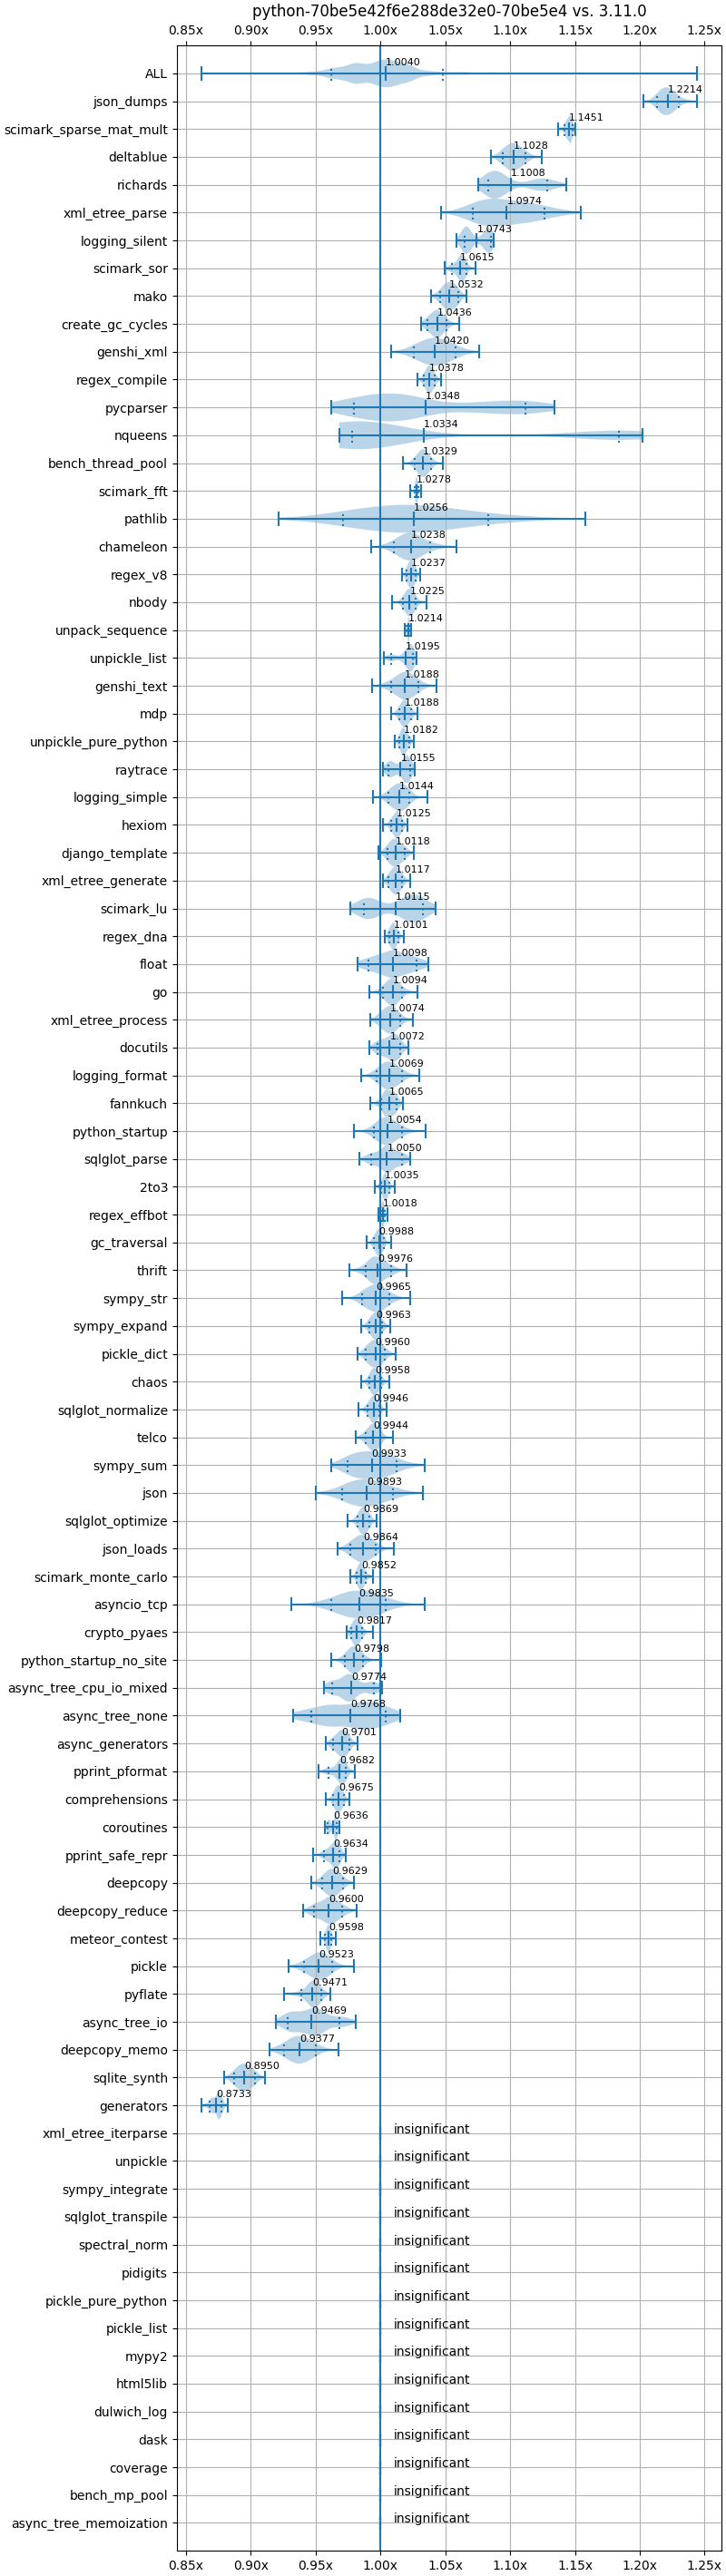 python-70be5e42f6e288de32e0-70be5e4 vs. 3.11.0
0.85x 0.90x 0.95x 1.00x 1.05x 1.10x 1.15x 1.20x 1.25x
ALL 1.0040
json_dumps 1.2214
scimark_sparse_mat_mult 1.1451
deltablue 1.1028
richards 1.1008
xml_etree_parse 1.0974
logging_silent 1.0743
scimark_sor 1.0615
mako 1.0532
create_gc_cycles 1.0436
genshi_xml 1.0420
regex_compile 1.0378
pycparser 1.0348
nqueens 1.0334
bench_thread_pool 1.0329
scimark_fft 1.0278
pathlib 1.0256
chameleon 1.0238
regex_v8 1.0237
nbody 1.0225
unpack_sequence 1.0214
unpickle_list 1.0195
genshi_text 1.0188
mdp 1.0188
unpickle_pure_python 1.0182
raytrace 1.0155
logging_simple 1.0144
hexiom 1.0125
django_template 1.0118
xml_etree_generate 1.0117
scimark_lu 1.0115
regex_dna 1.0101
float 1.0098
go 1.0094
xml_etree_process 1.0074
docutils 1.0072
logging_format 1.0069
fannkuch 1.0065
python_startup 1.0054
sqlglot_parse 1.0050
2to3 1.0035
regex_effbot 1.0018
gc_traversal 0.9988
thrift 0.9976
sympy_str 0.9965
sympy_expand 0.9963
pickle_dict 0.9960
chaos 0.9958
sqlglot_normalize 0.9946
telco 0.9944
sympy_sum 0.9933
json 0.9893
sqlglot_optimize 0.9869
json_loads 0.9864
scimark_monte_carlo 0.9852
asyncio_tcp 0.9835
crypto_pyaes 0.9817
python_startup_no_site 0.9798
async_tree_cpu_io_mixed 0.9774
async_tree_none 0.9768
async_generators 0.9701
pprint_pformat 0.9682
comprehensions 0.9675
coroutines 0.9636
pprint_safe_repr 0.9634
deepcopy 0.9629
deepcopy_reduce 0.9600
meteor_contest 0.9598
pickle 0.9523
pyflate 0.9471
async_tree_io 0.9469
deepcopy_memo 0.9377
sqlite_synth 0.8950
generators 0.8733
xml_etree_iterparse insignificant
unpickle insignificant
sympy_integrate insignificant
sqlglot_transpile insignificant
spectral_norm insignificant
pidigits insignificant
pickle_pure_python insignificant
pickle_list insignificant
mypy2 insignificant
html5lib insignificant
dulwich_log insignificant
dask insignificant
coverage insignificant
bench_mp_pool insignificant
async_tree_memoization insignificant
0.85x 0.90x 0.95x 1.00x 1.05x 1.10x 1.15x 1.20x 1.25x